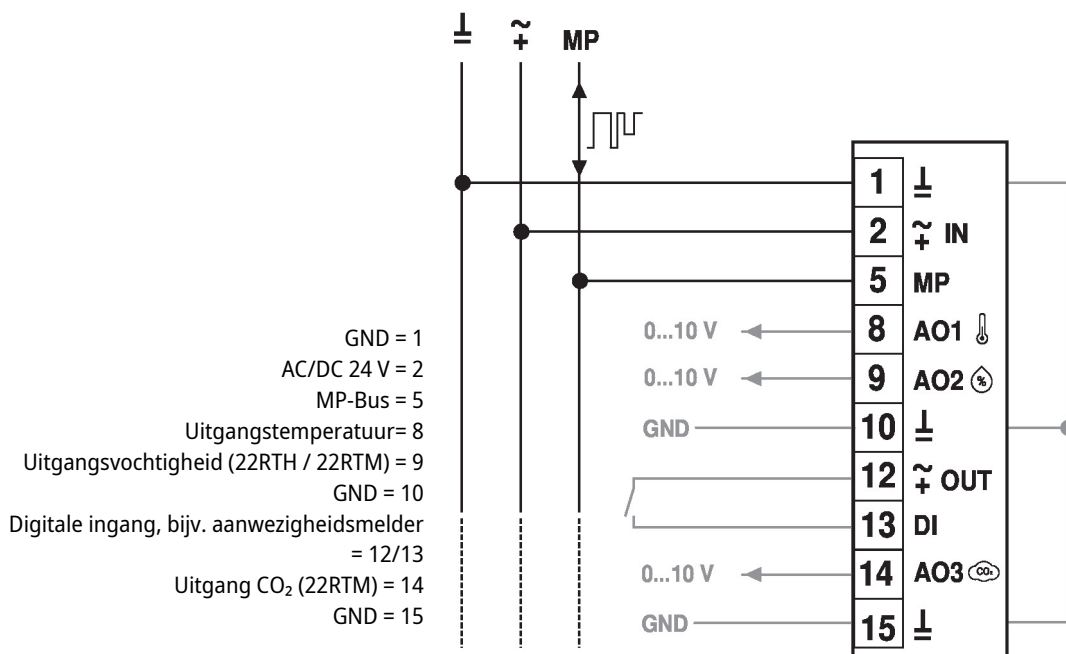 MP
1
2 IN
5 MP
0...10 V 8 AO1
0...10 V 9 AO2 %
GND 10
12 OUT
13 DI
0...10 V 14 AO3 CO₂
GND 15
GND = 1
AC/DC 24 V = 2
MP-Bus = 5
Uitgangstemperatuur= 8
Uitgangsvochtigheid (22RTH / 22RTM) = 9
GND = 10
Digitale ingang, bijv. aanwezigheidsmelder
= 12/13
Uitgang CO₂ (22RTM) = 14
GND = 15